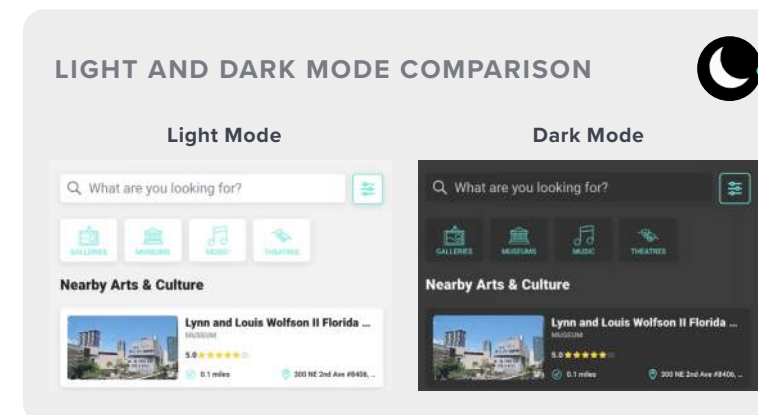 LIGHT AND DARK MODE COMPARISON
Light Mode
What are you looking for?
GALLERIES MUSEUMS MUSIC THEATRES
Nearby Arts & Culture
Lynn and Louis Wolfson II Florida ...
MUSEUM
5.0
0.1 miles 300 NE 2nd Ave #8406, ...
Dark Mode
What are you looking for?
GALLERIES MUSEUMS MUSIC THEATRES
Nearby Arts & Culture
Lynn and Louis Wolfson II Florida ...
MUSEUM
5.0
0.1 miles 300 NE 2nd Ave #8406, ...